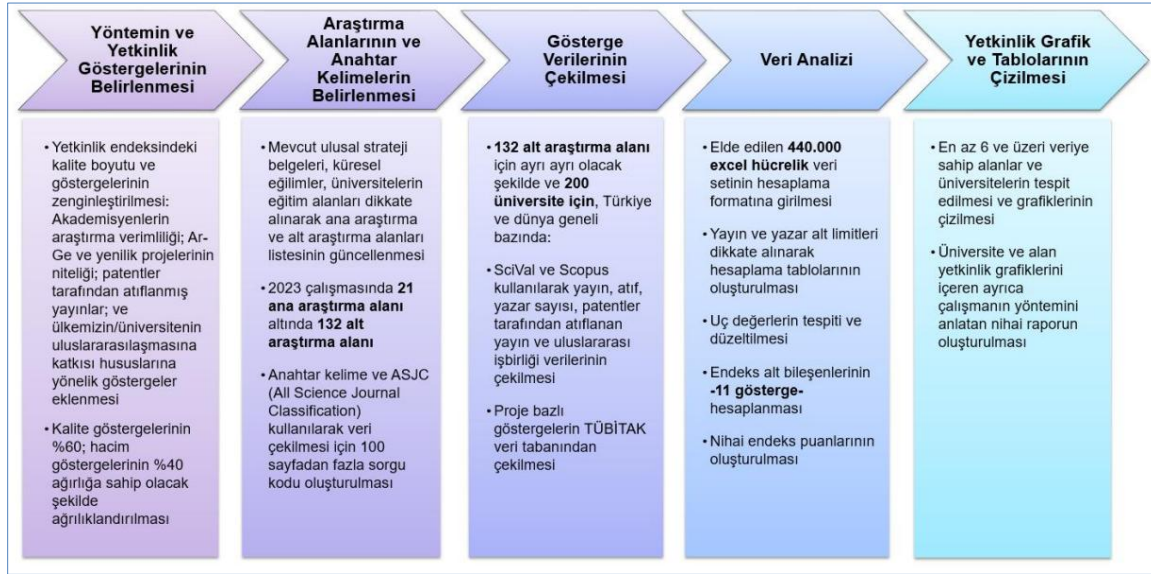 Yöntemin ve
Yetkinlik
Göstergelerinin
Belirlenmesi
• Yetkinlik endeksindeki
kalite boyutu ve
göstergelerinin
zenginleştirilmesi:
Akademisyenlerin
araştırma verimliliği; Ar-
Ge ve yenilik projelerinin
niteliği; patentler
tarafından atıflanmış
yayınlar; ve
ülkemizin/üniversitenin
uluslararasılaşmasına
katkısı hususlarına
yönelik göstergeler
eklenmesi
• Kalite göstergelerinin
%60; hacim
göstergelerinin %40
ağırlığa sahip olacak
şekilde
ağrılıklandırılması
Araştırma
Alanlarının ve
Anahtar
Kelimelerin
Belirlenmesi
• Mevcut ulusal strateji
belgeleri, küresel
eğilimler, üniversitelerin
eğitim alanları dikkate
alınarak ana araştırma
ve alt araştırma alanları
listesinin güncellenmesi
• 2023 çalışmasında 21
ana araştırma alanı
altında 132 alt
araştırma alanı
• Anahtar kelime ve ASJC
(All Science Journal
Classification)
kullanılarak veri
çekilmesi için 100
sayfadan fazla sorgu
kodu oluşturulması
Gösterge
Verilerinin
Çekilmesi
• 132 alt araştırma alanı
için ayrı ayrı olacak
şekilde ve 200
üniversite için, Türkiye
ve dünya geneli
bazında:
• SciVal ve Scopus
kullanılarak yayın, atıf,
yazar sayısı, patentler
tarafından atıflanan
yayın ve uluslararası
işbirliği verilerinin
çekilmesi
• Proje bazlı
göstergelerin TÜBİTAK
veri tabanından
çekilmesi
Veri Analizi
• Elde edilen 440.000
excel hücrelik veri
setinin hesaplama
formatına girilmesi
• Yayın ve yazar alt limitleri
dikkate alınarak
hesaplama tablolarının
oluşturulması
• Uç değerlerin tespiti ve
düzeltilmesi
• Endeks alt bileşenlerinin
-11 gösterge-
hesaplanması
• Nihai endeks puanlarının
oluşturulması
Yetkinlik Grafik
ve Tablolarının
Çizilmesi
• En az 6 ve üzeri veriye
sahip alanlar ve
üniversitelerin tespit
edilmesi ve grafiklerinin
çizilmesi
• Üniversite ve alan
yetkinlik grafiklerini
içeren ayrıca
çalışmanın yöntemini
anlatan nihai raporun
oluşturulması